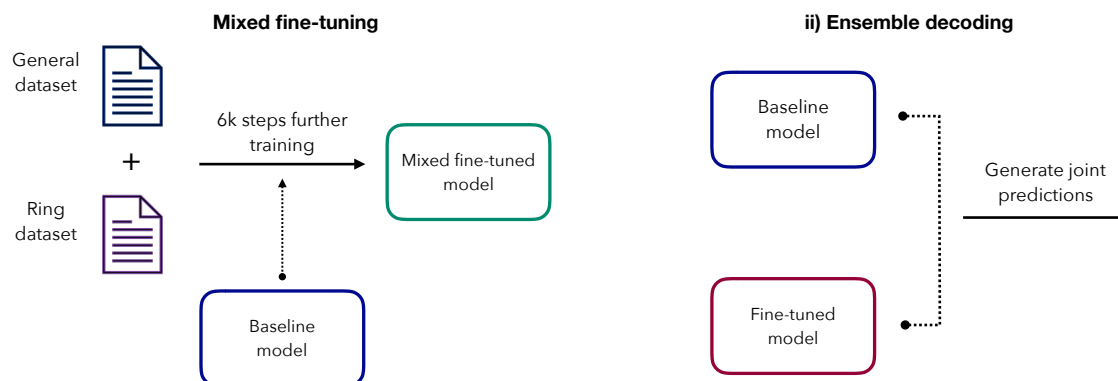 Mixed fine-tuning
General
dataset
+
Ring
dataset
6k steps further
training
Mixed fine-tuned
model
Baseline
model
ii) Ensemble decoding
Baseline
model
Fine-tuned
model
Generate joint
predictions